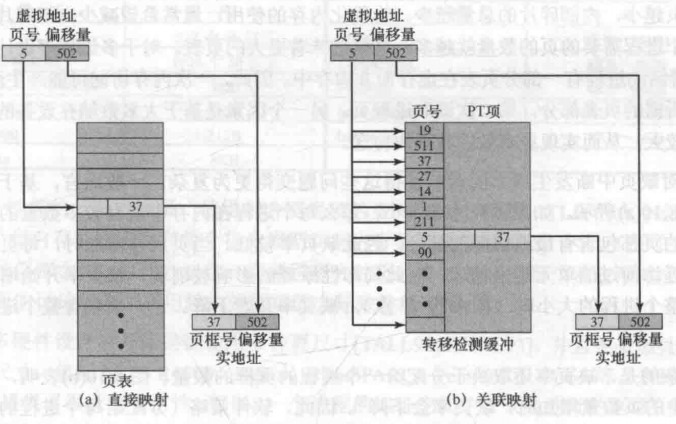 虚拟地址
页号 偏移量
5 502
37
37 502
页框号偏移量
实地址
页表
(a) 直接映射
虚拟地址
页号 偏移量
5 502
页号 PT项
19
511
37
27
14
1
211
5 37
90
37 502
页框号偏移量
实地址
转移检测缓冲
(b) 关联映射